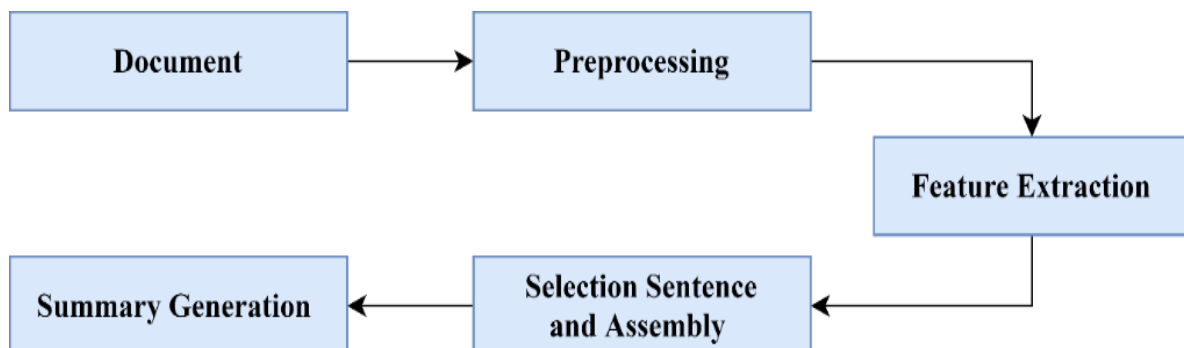 Document
Preprocessing
Feature Extraction
Selection Sentence
and Assembly
Summary Generation